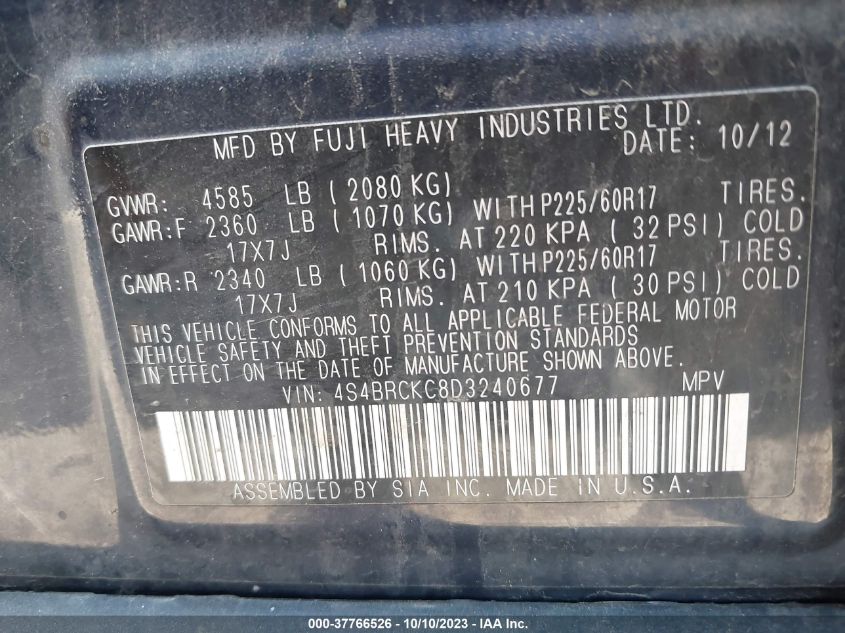 MFD BY FUJI HEAVY INDUSTRIES LTD.
DATE: 10/12
GVWR: 4585 LB ( 2080 KG)
GAWR:F 2360 LB ( 1070 KG) WITH P225/60R17 TIRES.
17X7J RIMS. AT 220 KPA ( 32 PSI) COLD
GAWR:R 2340 LB ( 1060 KG) WITH P225/60R17 TIRES.
17X7J RIMS. AT 210 KPA ( 30 PSI) COLD
THIS VEHICLE CONFORMS TO ALL APPLICABLE FEDERAL MOTOR
VEHICLE SAFETY AND THEFT PREVENTION STANDARDS
IN EFFECT ON THE DATE OF MANUFACTURE SHOWN ABOVE.
VIN: 4S4BRCKC8D3240677 MPV
ASSEMBLED BY SIA INC. MADE IN U.S.A.
000-37766526 - 10/10/2023 - IAA Inc.